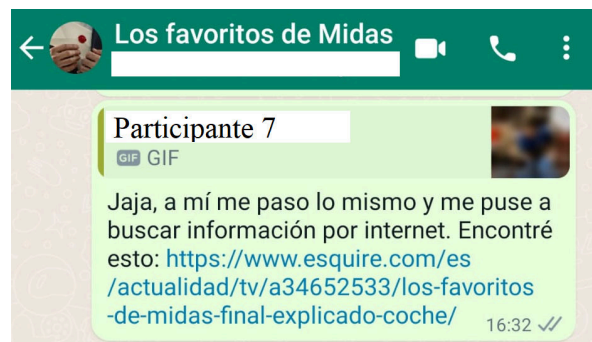 Los favoritos de Midas
Participante 7
GIF GIF
Jaja, a mí me paso lo mismo y me puse a
buscar información por internet. Encontré
esto: https://www.esquire.com/es
/actualidad/tv/a34652533/los-favoritos
-de-midas-final-explicado-coche/
16:32